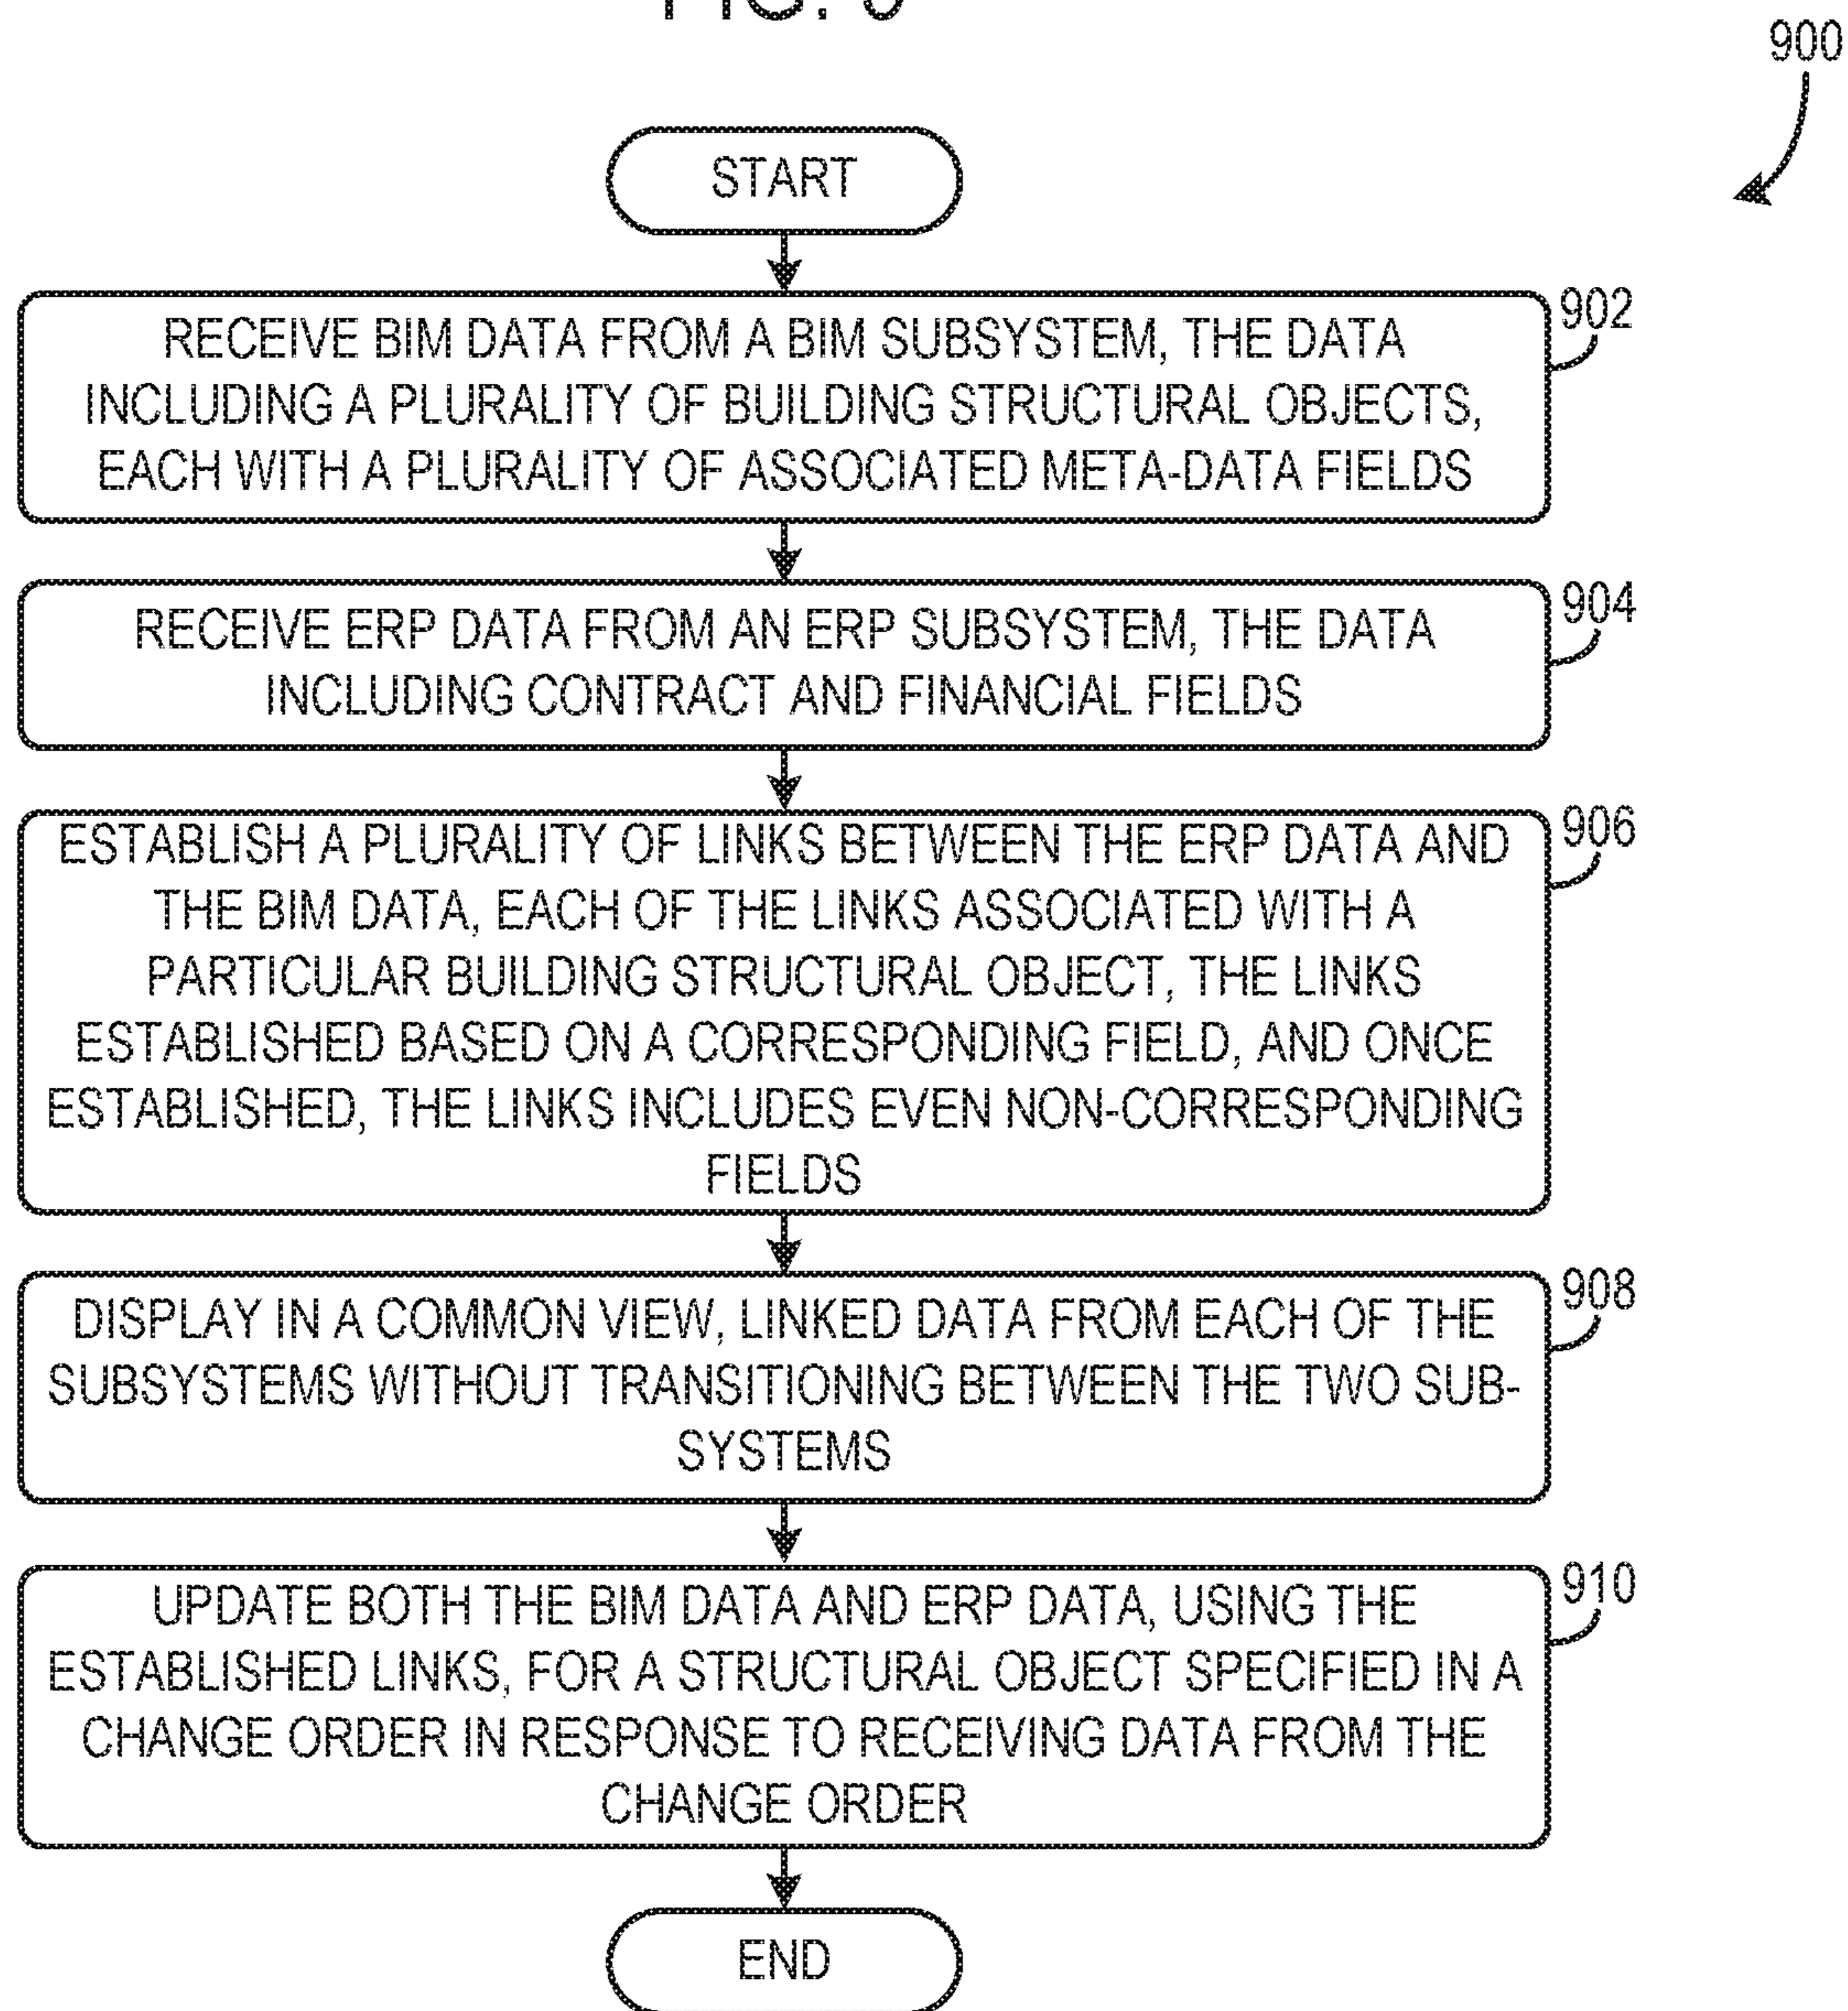 900
START
RECEIVE BIM DATA FROM A BIM SUBSYSTEM, THE DATA
INCLUDING A PLURALITY OF BUILDING STRUCTURAL OBJECTS,
EACH WITH A PLURALITY OF ASSOCIATED META-DATA FIELDS
902
RECEIVE ERP DATA FROM AN ERP SUBSYSTEM, THE DATA
INCLUDING CONTRACT AND FINANCIAL FIELDS
904
ESTABLISH A PLURALITY OF LINKS BETWEEN THE ERP DATA AND
THE BIM DATA, EACH OF THE LINKS ASSOCIATED WITH A
PARTICULAR BUILDING STRUCTURAL OBJECT, THE LINKS
ESTABLISHED BASED ON A CORRESPONDING FIELD, AND ONCE
ESTABLISHED, THE LINKS INCLUDES EVEN NON-CORRESPONDING
FIELDS
906
DISPLAY IN A COMMON VIEW, LINKED DATA FROM EACH OF THE
SUBSYSTEMS WITHOUT TRANSITIONING BETWEEN THE TWO SUB-
SYSTEMS
908
UPDATE BOTH THE BIM DATA AND ERP DATA, USING THE
ESTABLISHED LINKS, FOR A STRUCTURAL OBJECT SPECIFIED IN A
CHANGE ORDER IN RESPONSE TO RECEIVING DATA FROM THE
CHANGE ORDER
910
END